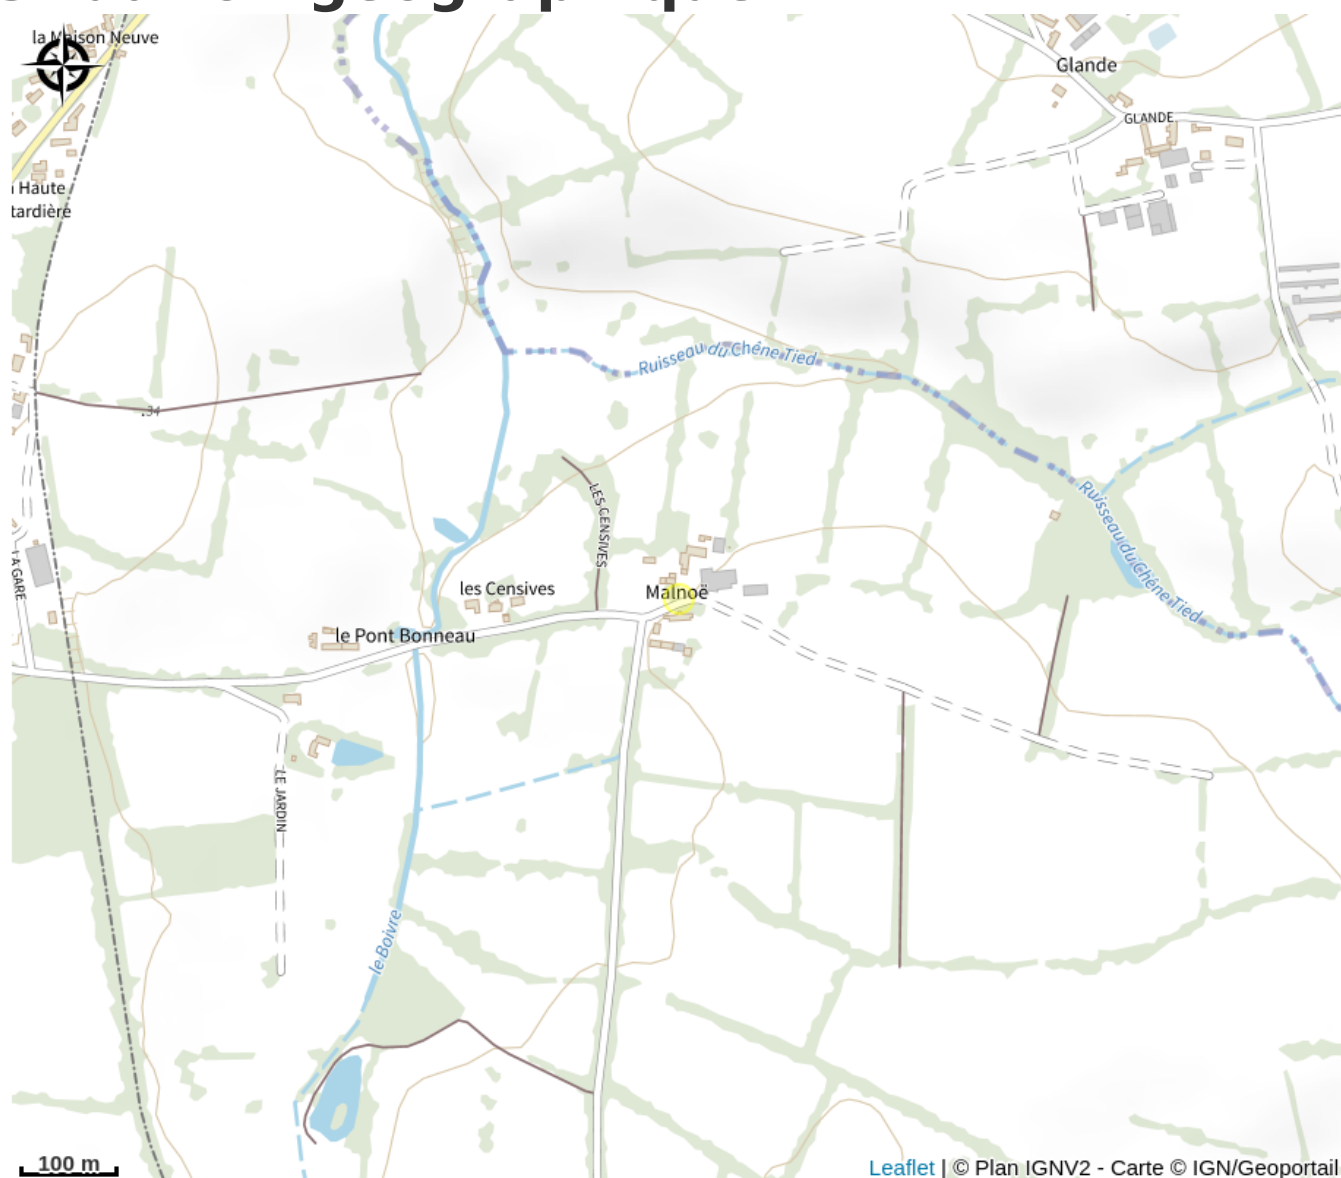 la Maison Neuve
Glande
GLANDE
Haute
tardière
Ruisseau du Chêne Tied
34
LES CENSIVES
Ruisseau du Chêne Tied
LA GARE
les Censives
Malnoë
le Pont Bonneau
LE JARDIN
le Boivre
100 m
Leaflet | © Plan IGNV2 - Carte © IGN/Geoportail